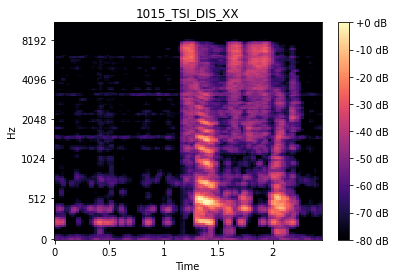 1015_TSI_DIS_XX
+0 dB
8192
-10 dB
4096
-20 dB
-30 dB
2048
Hz
-40 dB
1024
-50 dB
512
-60 dB
-70 dB
0
-80 dB
0 0.5 1 1.5 2
Time